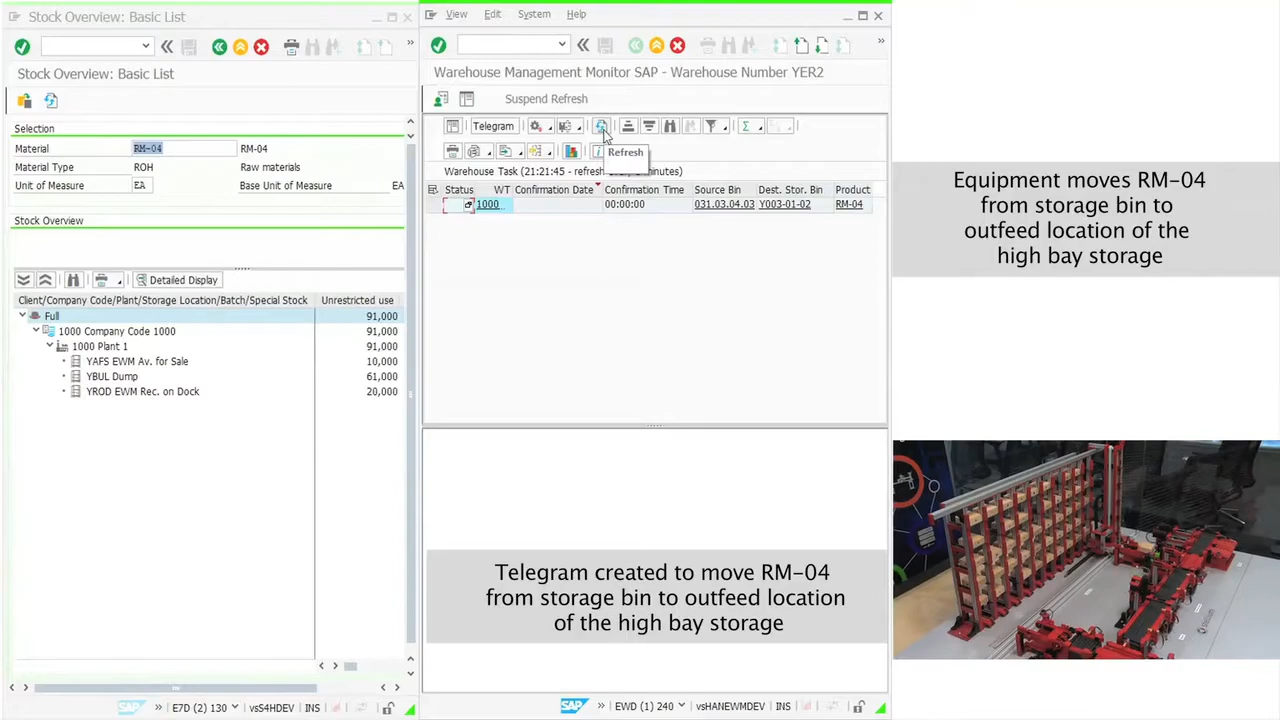 Stock Overview: Basic List
Stock Overview: Basic List
Selection
Material RM-04 RM-04
Material Type ROH Raw materials
Unit of Measure EA Base Unit of Measure EA
Stock Overview
Detailed Display
Client/Company Code/Plant/Storage Location/Batch/Special Stock Unrestricted use
Full 91,000
1000 Company Code 1000 91,000
1000 Plant 1 91,000
YAFS EWM Av. for Sale 10,000
YBUL Dump 61,000
YROD EWM Rec. on Dock 20,000
SAP E7D (2) 130 vsS4HDEV INS
View Edit System Help
Warehouse Management Monitor SAP - Warehouse Number YER2
Suspend Refresh
Telegram
Refresh
Warehouse Task (21:21:45 - refresh
Status WT Confirmation Date Confirmation Time Source Bin Dest. Stor. Bin Product
1000 00:00:00 031.03.04.03 Y003-01-02 RM-04
Telegram created to move RM-04
from storage bin to outfeed location
of the high bay storage
SAP EWD (1) 240 vsHANEWMDEV INS
Equipment moves RM-04
from storage bin to
outfeed location of the
high bay storage